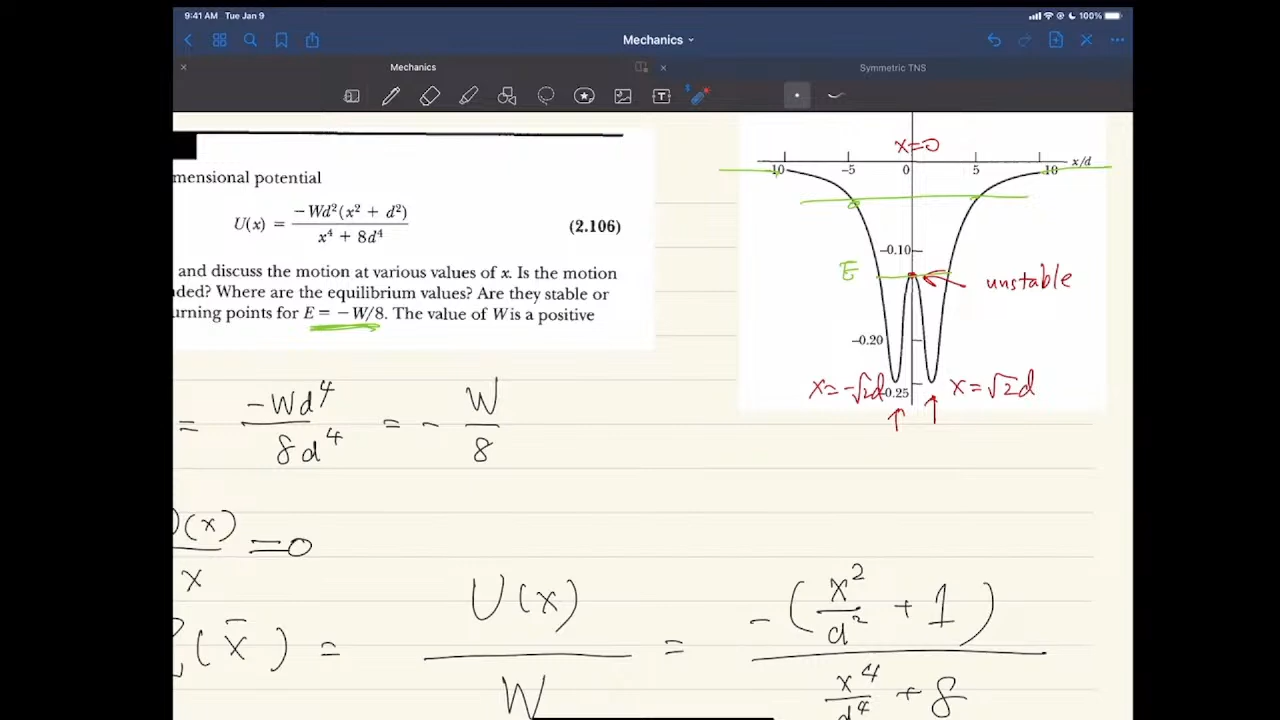 9:41 AM Tue Jan 9
100%
Mechanics
Mechanics
Symmetric TNS
mensional potential
U(x) = −Wd²(x² + d²) / x⁴ + 8d⁴ (2.106)
and discuss the motion at various values of x. Is the motion
ded? Where are the equilibrium values? Are they stable or
urning points for E = −W/8. The value of W is a positive
x=0
−10 −5 0 5 10 x/d
−0.10
E
unstable
−0.20
x=-√2d
0.25
x=√2d
= -Wd⁴ / 8d⁴ = - W / 8
(x) / x = 0
(x̄) = U(x) / W = -(x²/d² + 1) / x⁴/d⁴ + 8